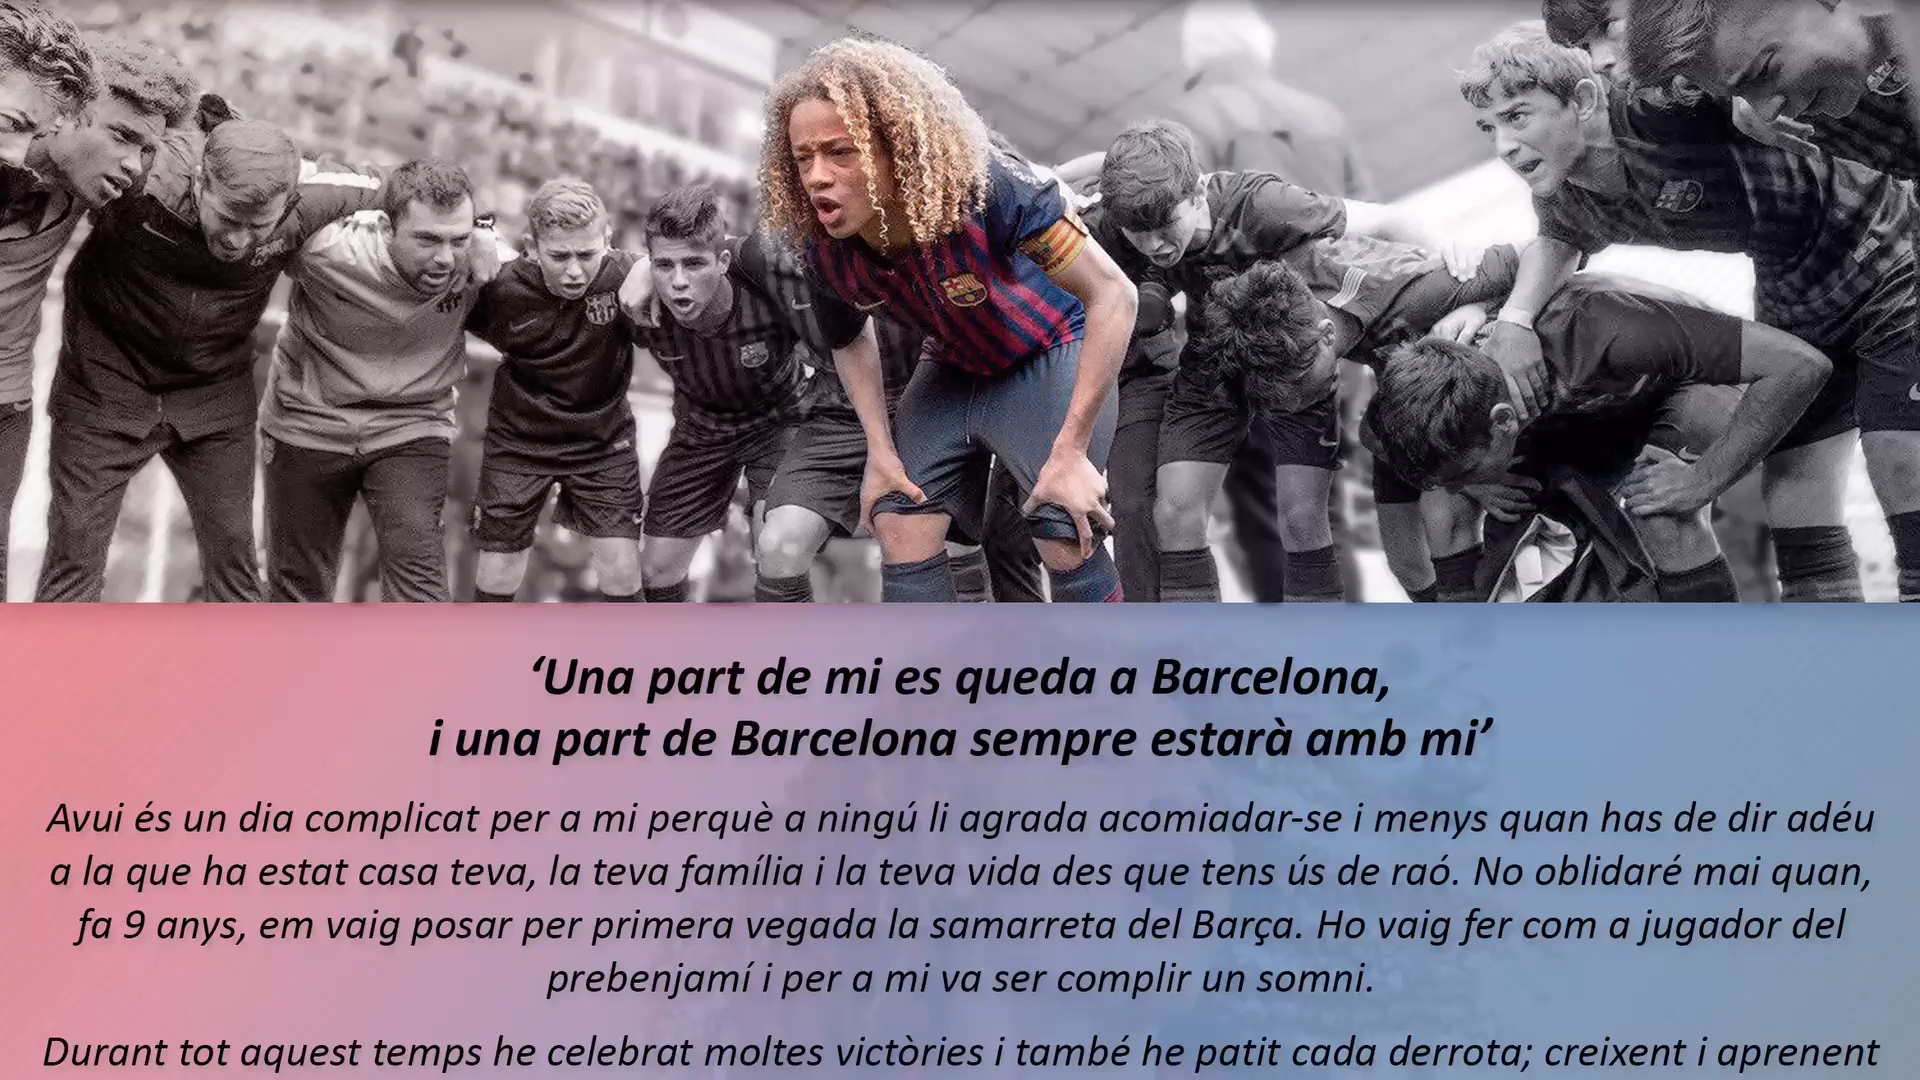 ‘Una part de mi es queda a Barcelona,
i una part de Barcelona sempre estarà amb mi’
Avui és un dia complicat per a mi perquè a ningú li agrada acomiadar-se i menys quan has de dir adéu
a la que ha estat casa teva, la teva família i la teva vida des que tens ús de raó. No oblidaré mai quan,
fa 9 anys, em vaig posar per primera vegada la samarreta del Barça. Ho vaig fer com a jugador del
prebenjamí i per a mi va ser complir un somni.
Durant tot aquest temps he celebrat moltes victòries i també he patit cada derrota; creixent i aprenent